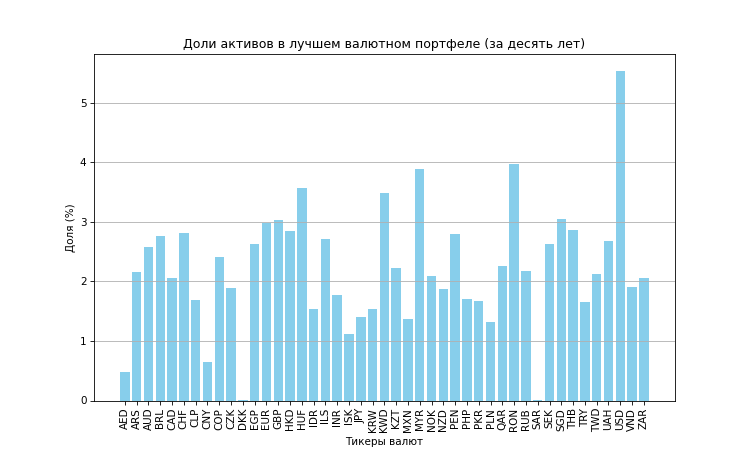 Доли активов в лучшем валютном портфеле (за десять лет)
Доля (%)
5
4
3
2
1
0
AED ARS AUD BRL CAD CHF CLP CNY COP CZK DKK EGP EUR GBP HKD HUF IDR ILS INR ISK JPY KRW KWD KZT MXN MYR NOK NZD PEN PHP PKR PLN QAR RON RUB SAR SEK SGD THB TRY TWD UAH USD VND ZAR
Тикеры валют